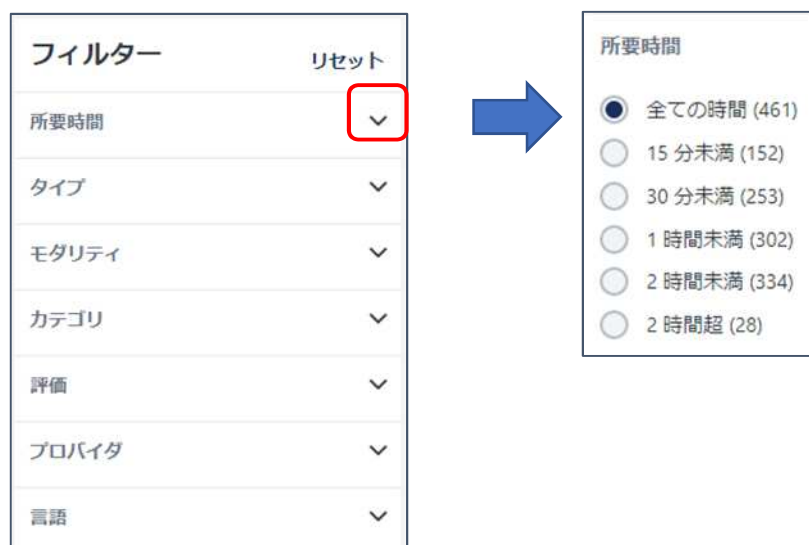 フィルター
リセット
所要時間
タイプ
モダリティ
カテゴリ
評価
プロバイダ
言語
所要時間
全ての時間 (461)
15 分未満 (152)
30 分未満 (253)
1 時間未満 (302)
2 時間未満 (334)
2 時間超 (28)